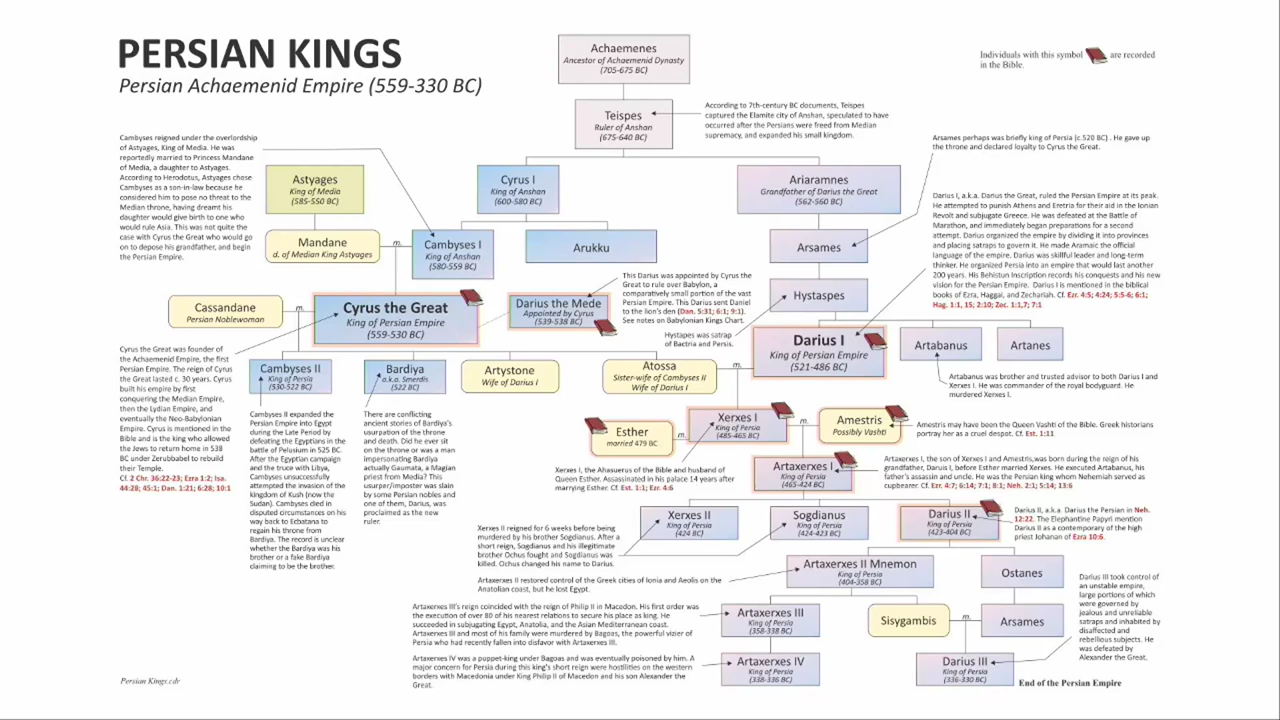 PERSIAN KINGS
Persian Achaemenid Empire (559-330 BC)
Individuals with this symbol are recorded
in the Bible.
Achaemenes
Ancestor of Achaemenid Dynasty
(705-675 BC)
Teispes
Ruler of Anshan
(675-640 BC)
According to 7th-century BC documents, Teispes
captured the Elamite city of Anshan, speculated to have
occurred after the Persians were freed from Median
supremacy, and expanded his small kingdom.
Cambyses reigned under the overlordship
of Astyages, King of Media. He was
reportedly married to Princess Mandane
of Media, a daughter to Astyages.
According to Herodotus, Astyages chose
Cambyses as a son-in-law because he
considered him to pose no threat to the
Median throne, having dreamt his
daughter would give birth to one who
would rule Asia. This was not quite the
case with Cyrus the Great who would go
on to depose his grandfather, and begin
the Persian Empire.
Arsames perhaps was briefly king of Persia (c.520 BC) . He gave up
the throne and declared loyalty to Cyrus the Great.
Astyages
King of Media
(585-550 BC)
Cyrus I
King of Anshan
(600-580 BC)
Ariaramnes
Grandfather of Darius the Great
(562-560 BC)
Darius I, a.k.a. Darius the Great, ruled the Persian Empire at its peak.
He attempted to punish Athens and Eretria for their aid in the Ionian
Revolt and subjugate Greece. He was defeated at the Battle of
Marathon, and immediately began preparations for a second
attempt. Darius organized the empire by dividing it into provinces
and placing satraps to govern it. He made Aramaic the official
language of the empire. Darius was skillful leader and long-term
thinker. He organized Persia into an empire that would last another
200 years. His Behistun Inscription records his conquests and his new
vision for the Persian Empire. Darius I is mentioned in the biblical
books of Ezra, Haggai, and Zechariah. Cf. Ezr. 4:5; 4:24; 5:5-6; 6:1;
Hag. 1:1, 15; 2:10; Zec. 1:1,7; 7:1
Mandane
d. of Median King Astyages
m.
Cambyses I
King of Anshan
(580-559 BC)
Arukku
Arsames
This Darius was appointed by Cyrus the
Great to rule over Babylon, a
comparatively small portion of the vast
Persian Empire. This Darius sent Daniel
to the lion's den (Dan. 5:31; 6:1; 9:1).
See notes on Babylonian Kings Chart.
Cassandane
Persian Noblewoman
m.
Cyrus the Great
King of Persian Empire
(559-530 BC)
Darius the Mede
Appointed by Cyrus
(539-538 BC)
Hystaspes
Hystapes was satrap
of Bactria and Persis.
Darius I
King of Persian Empire
(521-486 BC)
Artabanus
Artanes
Cyrus the Great was founder of
the Achaemenid Empire, the first
Persian Empire. The reign of Cyrus
the Great lasted c. 30 years. Cyrus
built his empire by first
conquering the Median Empire,
then the Lydian Empire, and
eventually the Neo-Babylonian
Empire. Cyrus is mentioned in the
Bible and is the king who allowed
the Jews to return home in 538
BC under Zerubbabel to rebuild
their Temple.
Cf. 2 Chr. 36:22-23; Ezra 1:2; Isa.
44:28; 45:1; Dan. 1:21; 6:28; 10:1
Cambyses II
King of Persia
(530-522 BC)
Bardiya
a.k.a. Smerdis
(522 BC)
Artystone
Wife of Darius I
Atossa
Sister-wife of Cambyses II
Wife of Darius I
m.
Artabanus was brother and trusted advisor to both Darius I and
Xerxes I. He was commander of the royal bodyguard. He
murdered Xerxes I.
Cambyses II expanded the
Persian Empire into Egypt
during the Late Period by
defeating the Egyptians in the
battle of Pelusium in 525 BC.
After the Egyptian campaign
and the truce with Libya,
Cambyses unsuccessfully
attempted the invasion of the
kingdom of Kush (now the
Sudan). Cambyses died in
disputed circumstances on his
way back to Ecbatana to
regain his throne from
Bardiya. The record is unclear
whether the Bardiya was his
brother or a fake Bardiya
claiming to be the brother.
There are conflicting
ancient stories of Bardiya's
usurpation of the throne
and death. Did he ever sit
on the throne or was a man
impersonating Bardiya
actually Gaumata, a Magian
priest from Media? This
usurper/imposter was slain
by some Persian nobles and
one of them, Darius, was
proclaimed as the new
ruler.
Esther
married 479 BC
m.
Xerxes I
King of Persia
(485-465 BC)
Amestris
Possibly Vashti
Amestris may have been the Queen Vashti of the Bible. Greek historians
portray her as a cruel despot. Cf. Est. 1:11
Xerxes I, the Ahasuerus of the Bible and husband of
Queen Esther. Assassinated in his palace 14 years after
marrying Esther. Cf. Est. 1:1; Ezr. 4:6
Artaxerxes I
King of Persia
(463-424 BC)
Artaxerxes I, the son of Xerxes I and Amestris,was born during the reign of his
grandfather, Darius I, before Esther married Xerxes. He executed Artabanus, his
father's assassin and uncle. He was the Persian king whom Nehemiah served as
cupbearer. Cf. Ezr. 4:7; 6:14; 7:1; 8:1; Neh. 2:1; 5:14; 13:6
Xerxes II
King of Persia
(424 BC)
Sogdianus
King of Persia
(424-423 BC)
Darius II
King of Persia
(423-404 BC)
Darius II, a.k.a. Darius the Persian in Neh.
12:22. The Elephantine Papyri mention
Darius II as a contemporary of the high
priest Johanan of Ezra 10:6.
Xerxes II reigned for 6 weeks before being
murdered by his brother Sogdianus. After a
short reign, Sogdianus and his illegitimate
brother Ochus fought and Sogdianus was
killed. Ochus changed his name to Darius.
Artaxerxes II restored control of the Greek cities of Ionia and Aeolis on the
Anatolian coast, but he lost Egypt.
Artaxerxes II Mnemon
King of Persia
(404-358 BC)
Ostanes
Darius III took control of
an unstable empire,
large portions of which
were governed by
jealous and unreliable
satraps and inhabited by
disaffected and
rebellious subjects. He
was defeated by
Alexander the Great,
Artaxerxes III's reign coincided with the reign of Philip II in Macedon. His first order was
the execution of over 80 of his nearest relations to secure his place as king. He
succeeded in subjugating Egypt, Anatolia, and the Asian Mediterranean coast.
Artaxerxes III and most of his family were murdered by Bagoas, the powerful vizier of
Persia who had recently fallen into disfavor with Artaxerxes III.
Artaxerxes III
King of Persia
(358-338 BC)
Sisygambis
m.
Arsames
Artaxerxes IV was a puppet-king under Bagoas and was eventually poisoned by him. A
major concern for Persia during this king's short reign were hostilities on the western
borders with Macedonia under King Philip II of Macedon and his son Alexander the
Great.
Artaxerxes IV
King of Persia
(338-336 BC)
Darius III
King of Persia
(336-330 BC)
End of the Persian Empire
Persian Kings.cdr